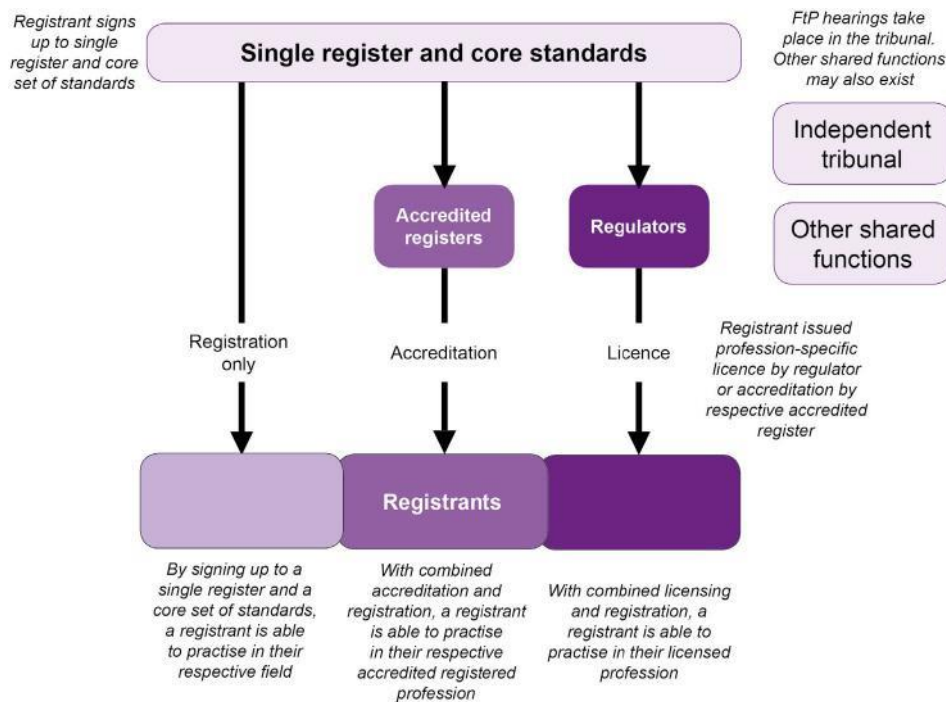 Registrant signs
up to single
register and core
set of standards
Single register and core standards
FtP hearings take
place in the tribunal.
Other shared functions
may also exist
Independent
tribunal
Other shared
functions
Accredited
registers
Regulators
Registration
only
Accreditation
Licence
Registrant issued
profession-specific
licence by regulator
or accreditation by
respective accredited
register
Registrants
By signing up to a
single register and a
core set of standards,
a registrant is able
to practise in their
respective field
With combined
accreditation and
registration, a registrant
is able to practise
in their respective
accredited registered
profession
With combined licensing
and registration, a
registrant is able to
practise in their licensed
profession